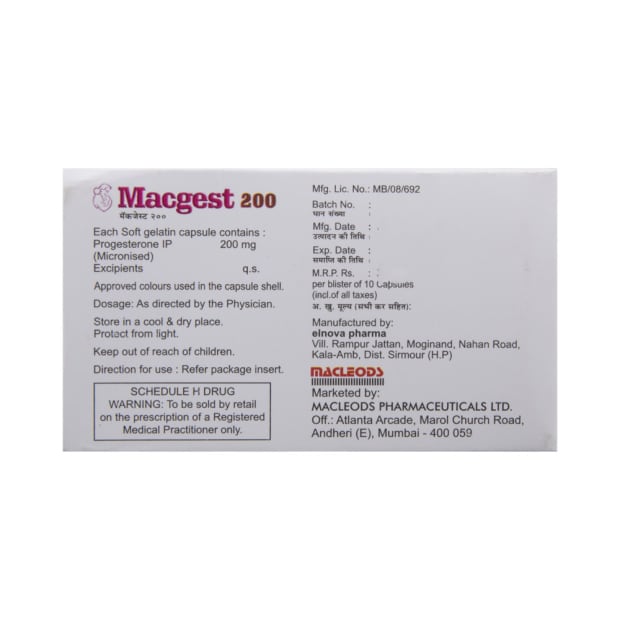 Macgest 200
मॅकजेस्ट २००
Each Soft gelatin capsule contains :
Progesterone IP 200 mg
(Micronised)
Excipients q.s.
Approved colours used in the capsule shell.
Dosage: As directed by the Physician.
Store in a cool & dry place.
Protect from light.
Keep out of reach of children.
Direction for use : Refer package insert.
SCHEDULE H DRUG
WARNING: To be sold by retail
on the prescription of a Registered
Medical Practitioner only.
Mfg. Lic. No.: MB/08/692
Batch No. :
घान संख्या
Mfg. Date :
उत्पादन की तिथि :
Exp. Date :
समाप्ति की तिथि :
M.R.P. Rs. :
per blister of 10 Capsules
(incl.of all taxes)
अ. खु. मूल्य (सभी कर सहित):
Manufactured by:
elnova pharma
Vill. Rampur Jattan, Moginand, Nahan Road,
Kala-Amb, Dist. Sirmour (H.P)
MACLEODS
Marketed by:
MACLEODS PHARMACEUTICALS LTD.
Off.: Atlanta Arcade, Marol Church Road,
Andheri (E), Mumbai - 400 059